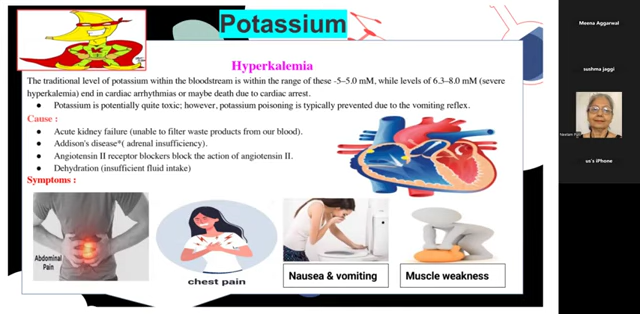 Potassium
Hyperkalemia
The traditional level of potassium within the bloodstream is within the range of these -5–5.0 mM, while levels of 6.3–8.0 mM (severe
hyperkalemia) end in cardiac arrhythmias or maybe death due to cardiac arrest.
● Potassium is potentially quite toxic; however, potassium poisoning is typically prevented due to the vomiting reflex.
Cause :
● Acute kidney failure (unable to filter waste products from our blood).
● Addison's disease*( adrenal insufficiency).
● Angiotensin II receptor blockers block the action of angiotensin II.
● Dehydration (insufficient fluid intake)
Symptoms :
Abdominal
Pain
chest pain
Nausea & vomiting
Muscle weakness
Meena Aggarwal
sushma jaggi
us's iPhone